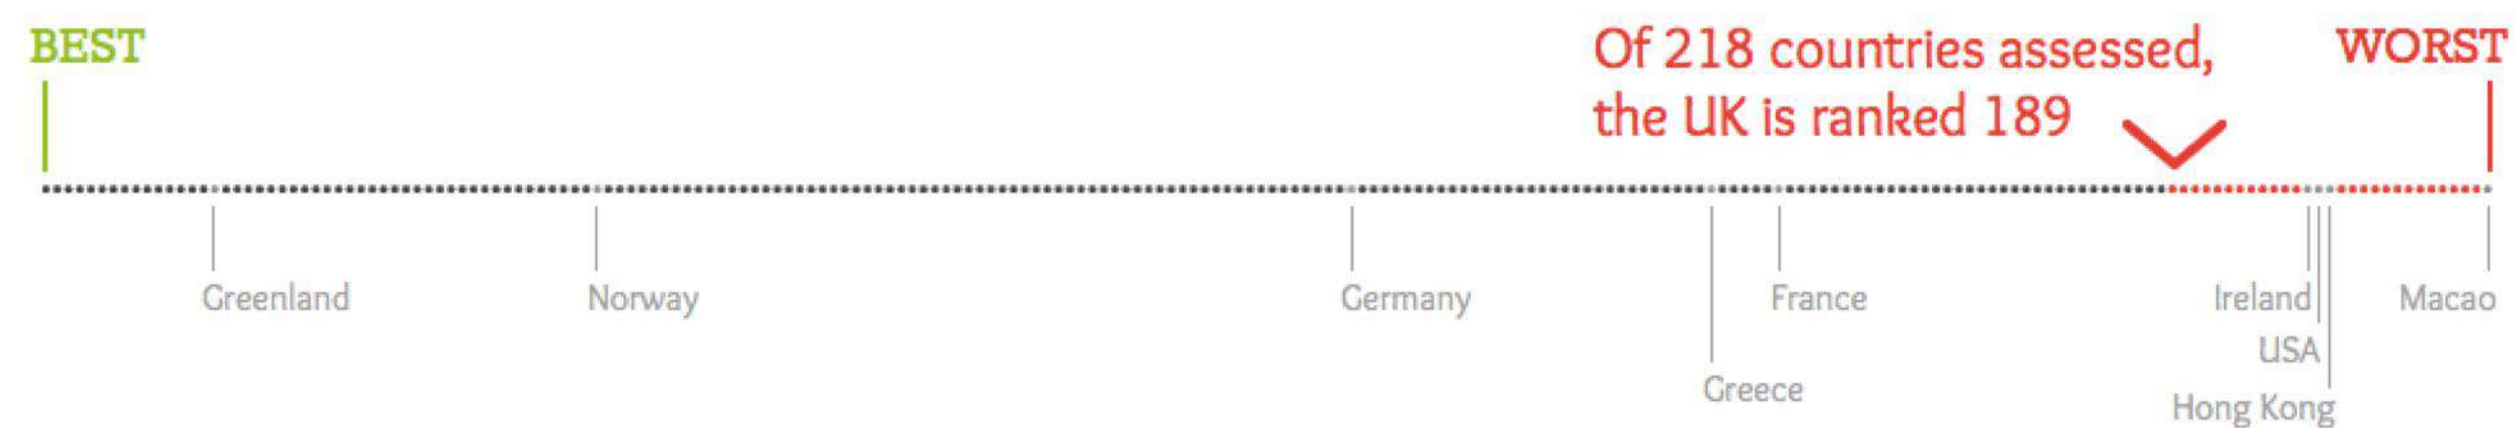 BEST
Of 218 countries assessed,
the UK is ranked 189
WORST
Greenland
Norway
Germany
Greece
France
Ireland
USA
Hong Kong
Macao